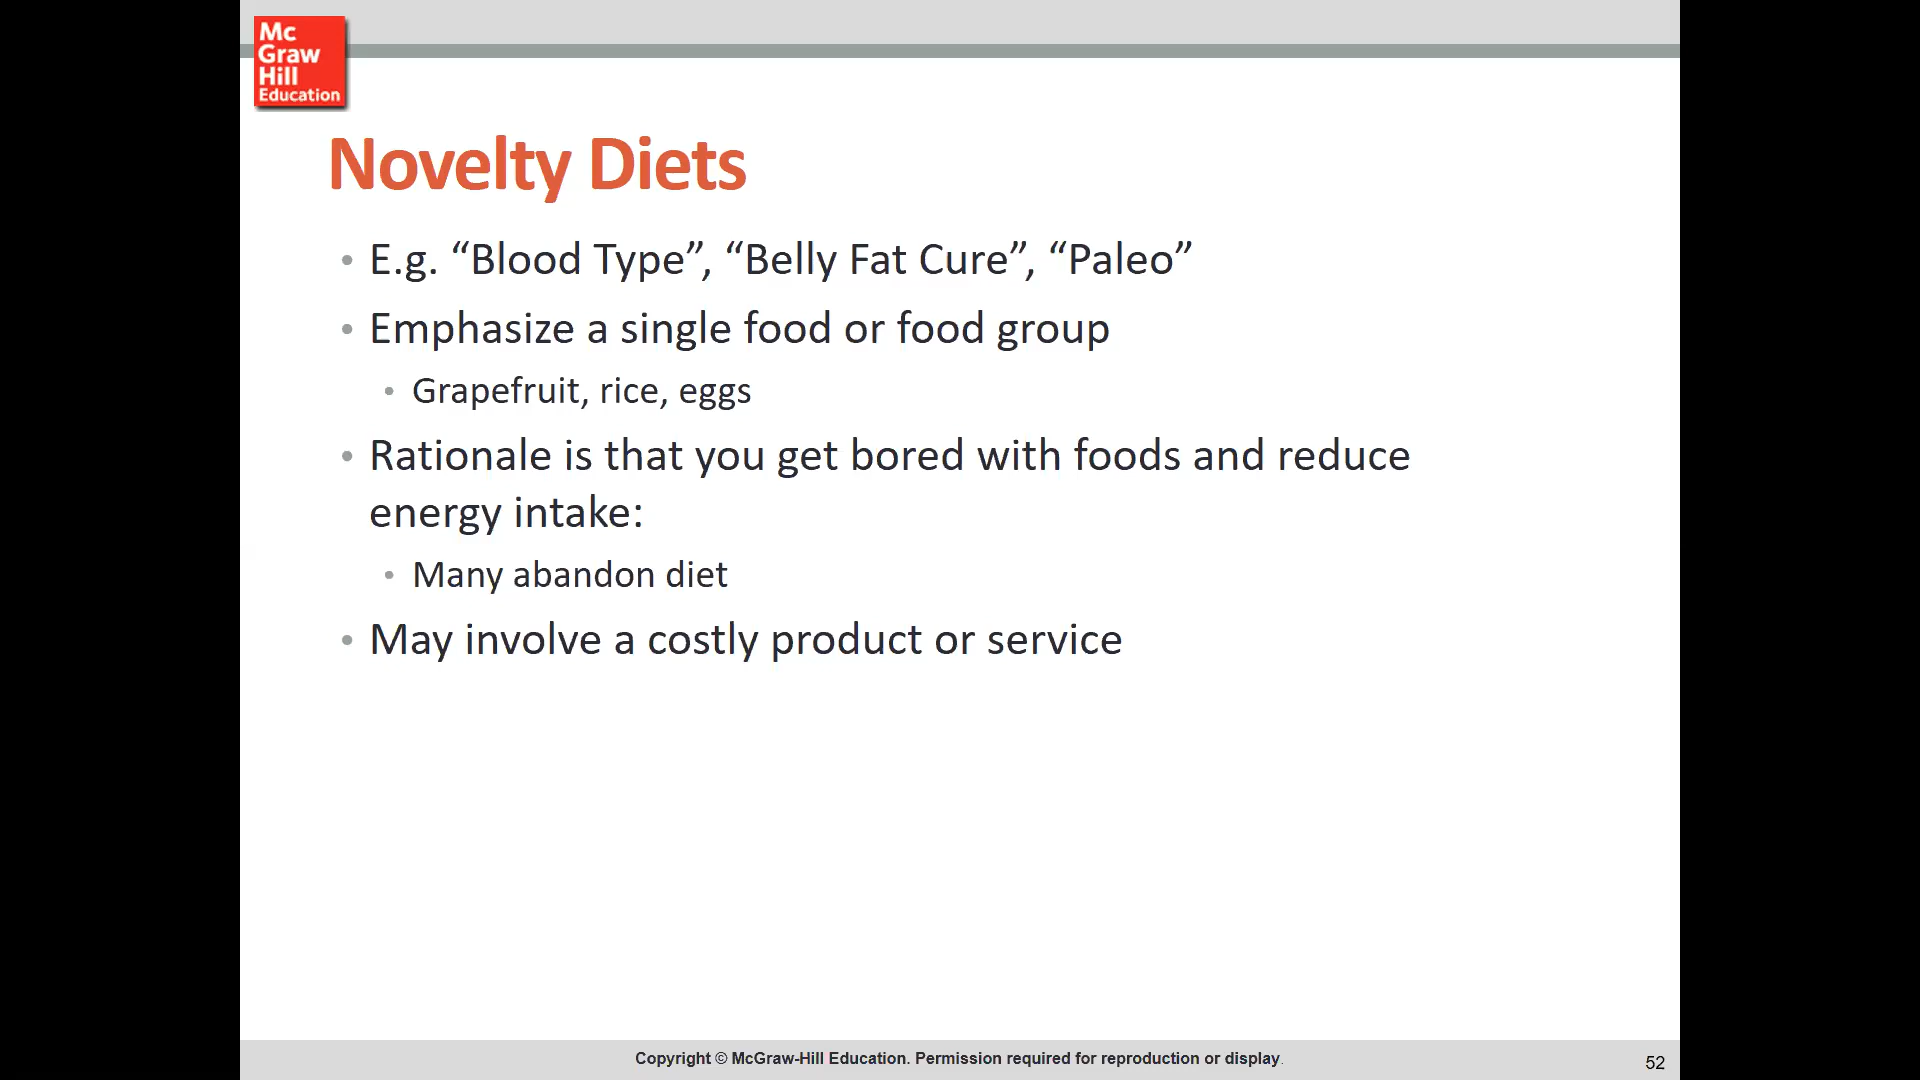 Mc
Graw
Hill
Education
Novelty Diets
• E.g. “Blood Type”, “Belly Fat Cure”, “Paleo”
• Emphasize a single food or food group
• Grapefruit, rice, eggs
• Rationale is that you get bored with foods and reduce
energy intake:
• Many abandon diet
• May involve a costly product or service
Copyright © McGraw-Hill Education. Permission required for reproduction or display.
52